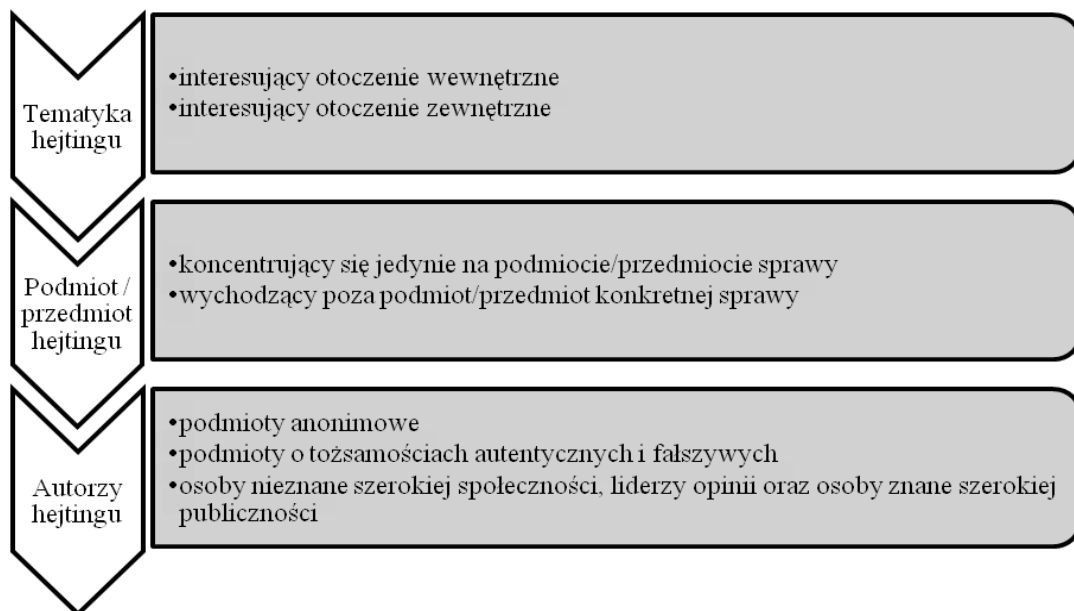 Tematyka
hejtingu
•interesujący otoczenie wewnętrzne
•interesujący otoczenie zewnętrzne
Podmiot /
przedmiot
hejtingu
•koncentrujący się jedynie na podmiocie/przedmiocie sprawy
•wychodzący poza podmiot/przedmiot konkretnej sprawy
Autorzy
hejtingu
•podmioty anonimowe
•podmioty o tożsamościach autentycznych i fałszywych
•osoby nieznane szerokiej społeczności, liderzy opinii oraz osoby znane szerokiej
publiczności